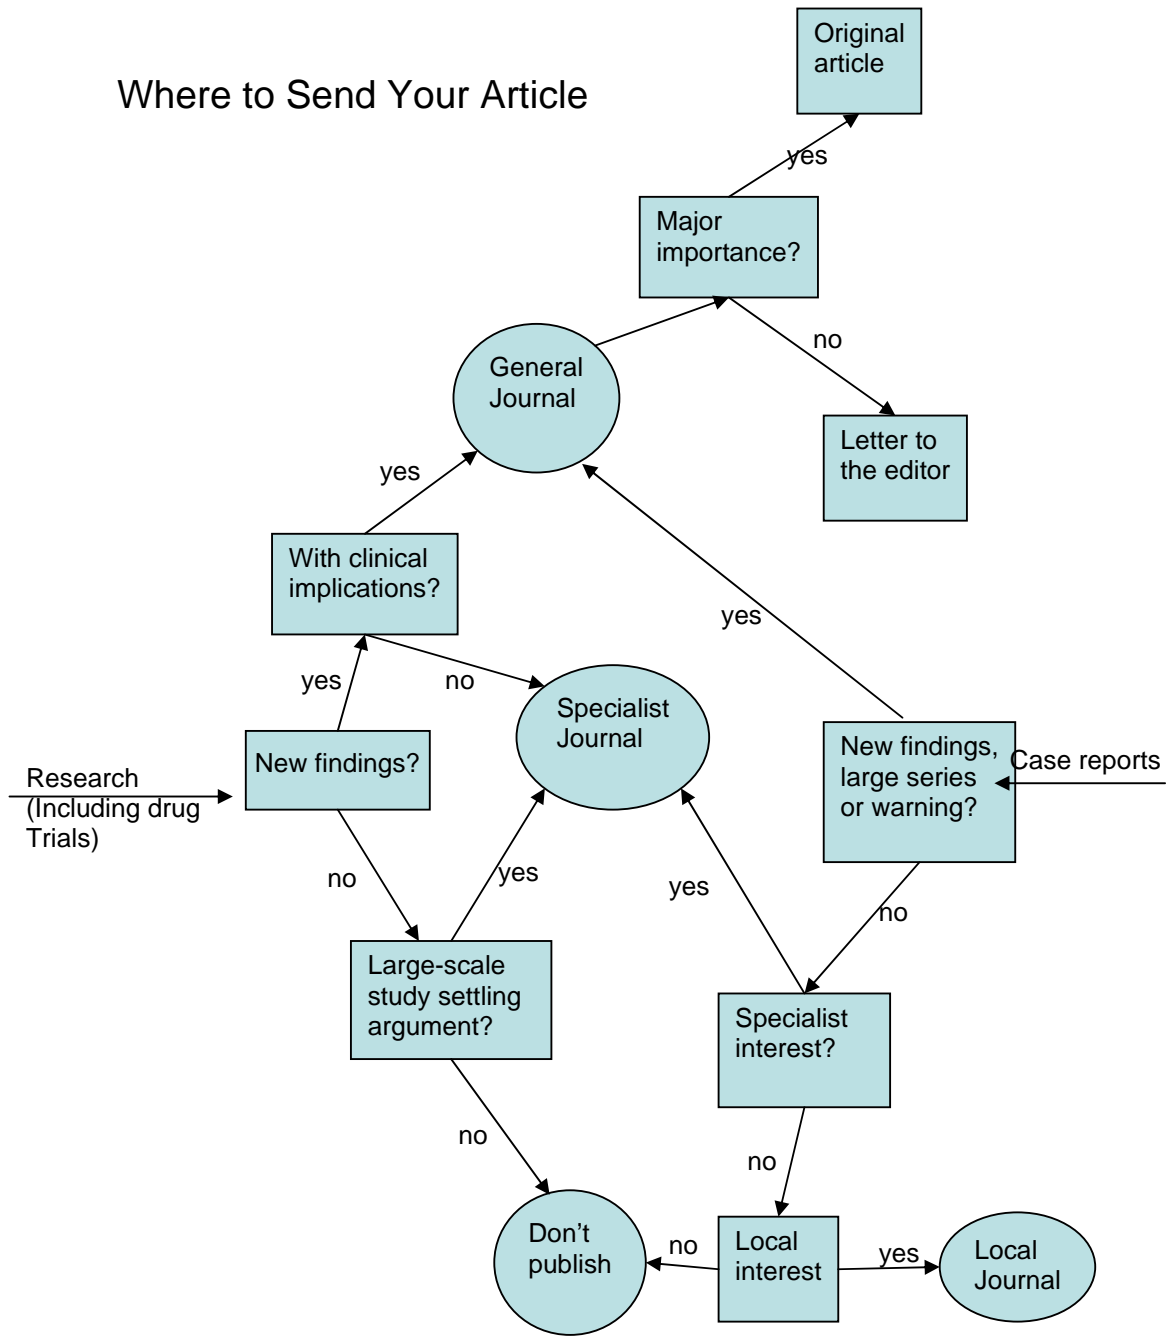 Original
article
Where to Send Your Article
yes
Major
importance?
no
General
Journal
Letter to
the editor
yes
With clinical
implications?
yes
yes
no
Specialist
Journal
New findings?
New findings,
large series
or warning?
Case reports
Research
(Including drug
Trials)
no
yes
yes
no
Large-scale
study settling
argument?
Specialist
interest?
no
no
Don't
publish
no
Local
interest
yes
Local
Journal